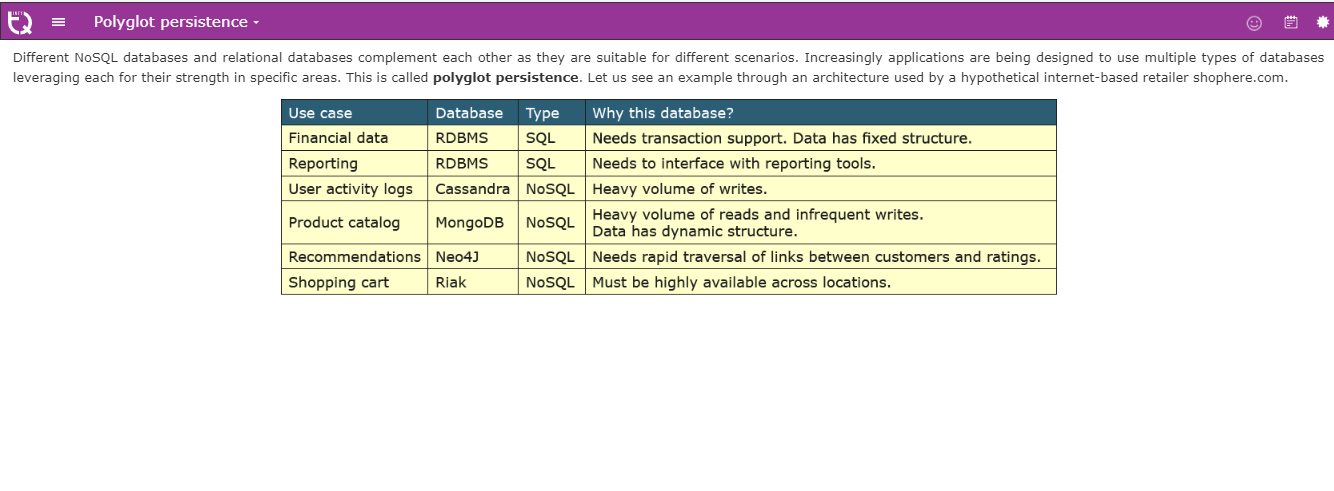 Polyglot persistence
Different NoSQL databases and relational databases complement each other as they are suitable for different scenarios. Increasingly applications are being designed to use multiple types of databases
leveraging each for their strength in specific areas. This is called polyglot persistence. Let us see an example through an architecture used by a hypothetical internet-based retailer shophere.com.
Use case Database Type Why this database?
Financial data RDBMS SQL Needs transaction support. Data has fixed structure.
Reporting RDBMS SQL Needs to interface with reporting tools.
User activity logs Cassandra NoSQL Heavy volume of writes.
Product catalog MongoDB NoSQL Heavy volume of reads and infrequent writes.
Data has dynamic structure.
Recommendations Neo4J NoSQL Needs rapid traversal of links between customers and ratings.
Shopping cart Riak NoSQL Must be highly available across locations.